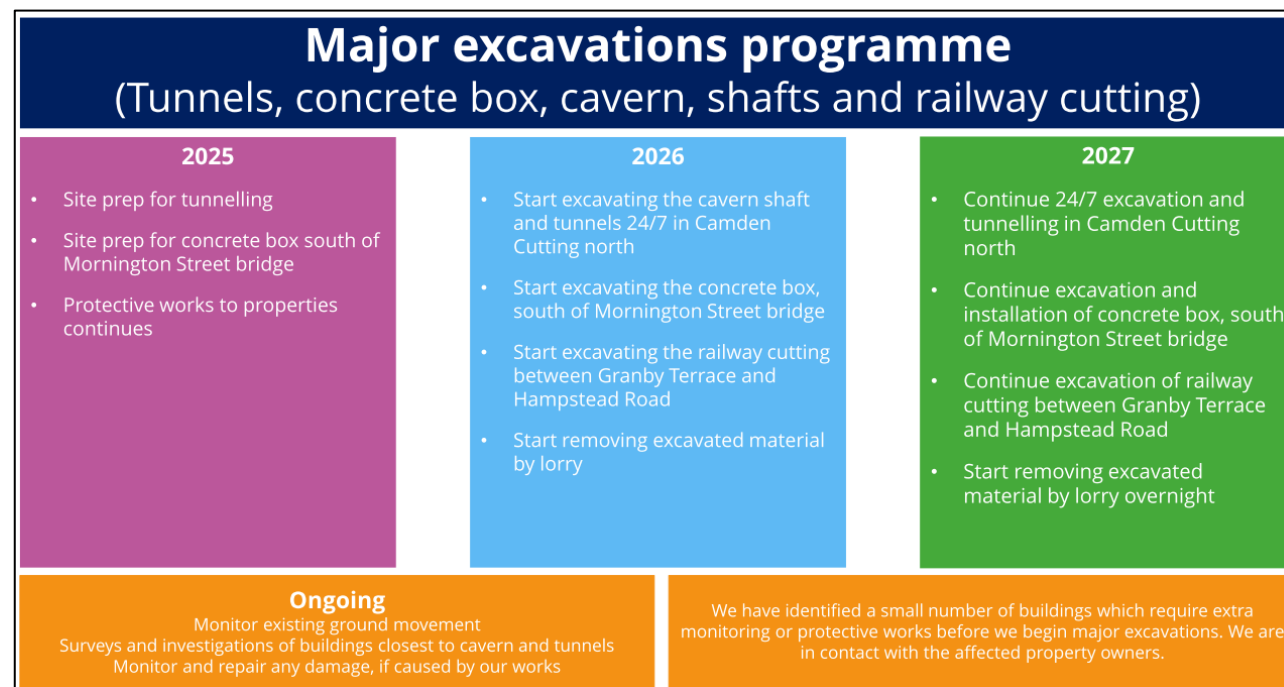 Major excavations programme
(Tunnels, concrete box, cavern, shafts and railway cutting)
2025
• Site prep for tunnelling
• Site prep for concrete box south of
Mornington Street bridge
• Protective works to properties
continues
2026
• Start excavating the cavern shaft
and tunnels 24/7 in Camden
Cutting north
• Start excavating the concrete box,
south of Mornington Street bridge
• Start excavating the railway cutting
between Granby Terrace and
Hampstead Road
• Start removing excavated material
by lorry
2027
• Continue 24/7 excavation and
tunnelling in Camden Cutting
north
• Continue excavation and
installation of concrete box, south
of Mornington Street bridge
• Continue excavation of railway
cutting between Granby Terrace
and Hampstead Road
• Start removing excavated
material by lorry overnight
Ongoing
Monitor existing ground movement
Surveys and investigations of buildings closest to cavern and tunnels
Monitor and repair any damage, if caused by our works
We have identified a small number of buildings which require extra
monitoring or protective works before we begin major excavations. We are
in contact with the affected property owners.